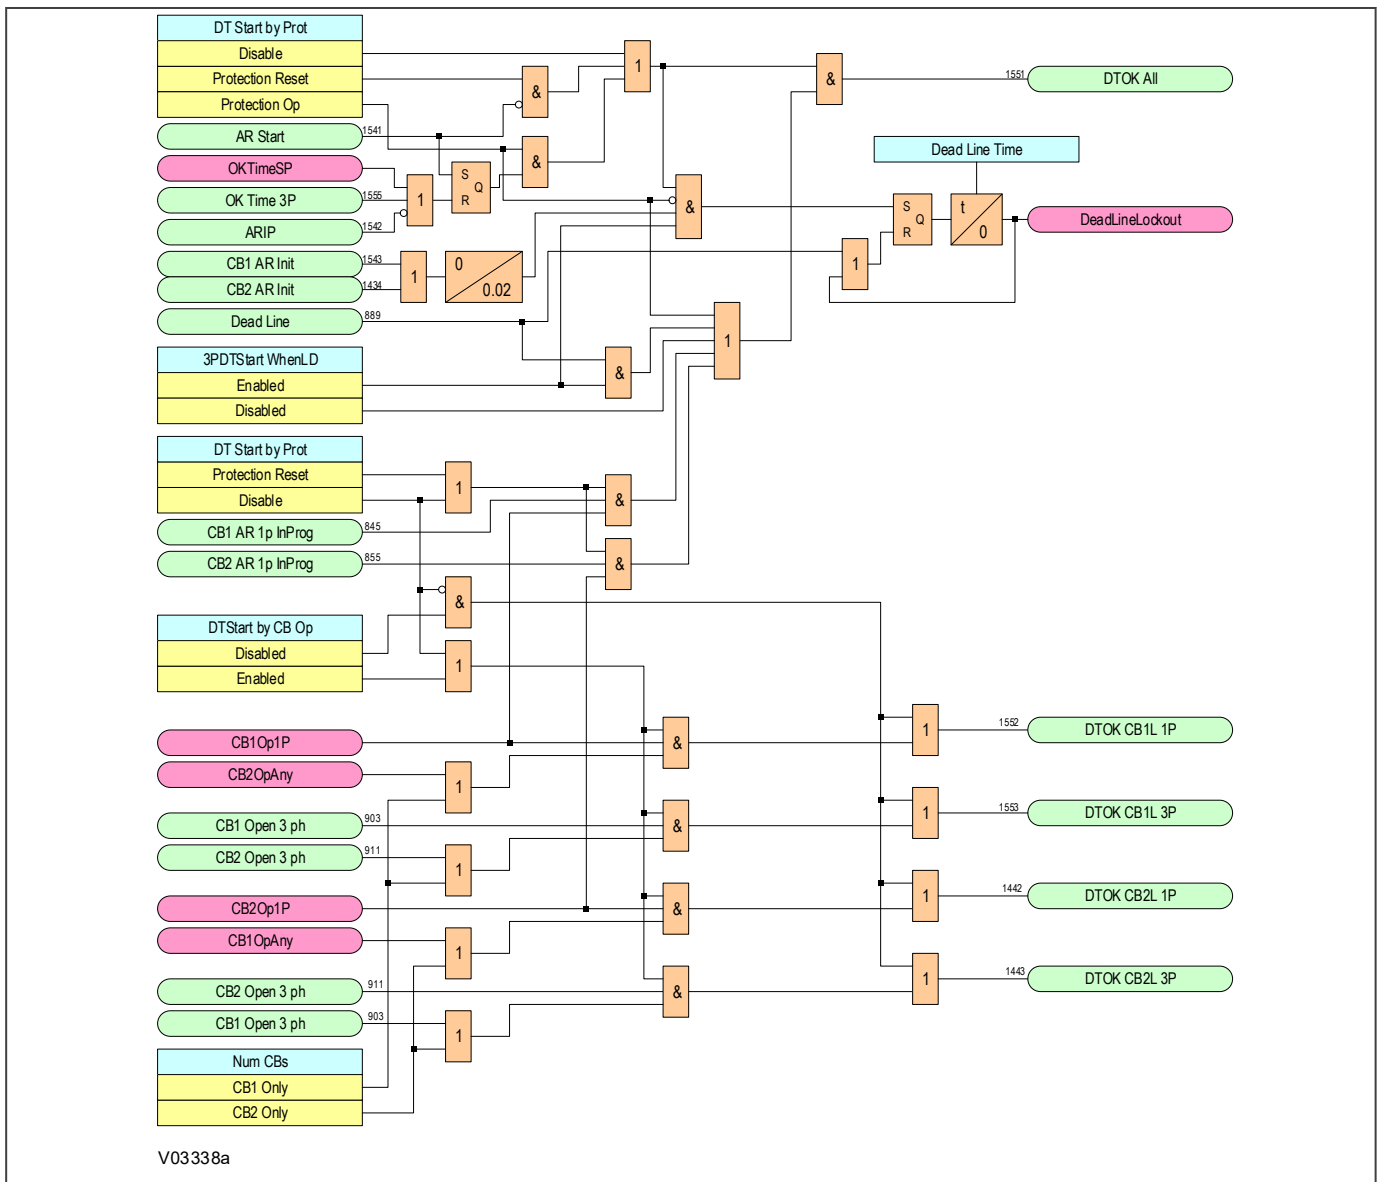 DT Start by Prot
Disable
Protection Reset
Protection Op
AR Start
1541
OKTimeSP
OK Time 3P
1555
ARIP
1542
CB1 AR Init
1543
CB2 AR Init
1434
Dead Line
889
3PDTStart WhenLD
Enabled
Disabled
DT Start by Prot
Protection Reset
Disable
CB1 AR 1p InProg
845
CB2 AR 1p InProg
855
DTStart by CB Op
Disabled
Enabled
CB1Op1P
CB2OpAny
CB1 Open 3 ph
903
CB2 Open 3 ph
911
CB2Op1P
CB1OpAny
CB2 Open 3 ph
911
CB1 Open 3 ph
903
Num CBs
CB1 Only
CB2 Only
1
&
&
1
S
Q
R
1
0
0.02
&
&
1
&
1
&
&
&
1
1
&
1
&
1
&
1
&
1
1
1
1
1
&
1551
DTOK All
Dead Line Time
S
Q
R
t
0
1
DeadLineLockout
1552
DTOK CB1L 1P
1553
DTOK CB1L 3P
1442
DTOK CB2L 1P
1443
DTOK CB2L 3P
V03338a